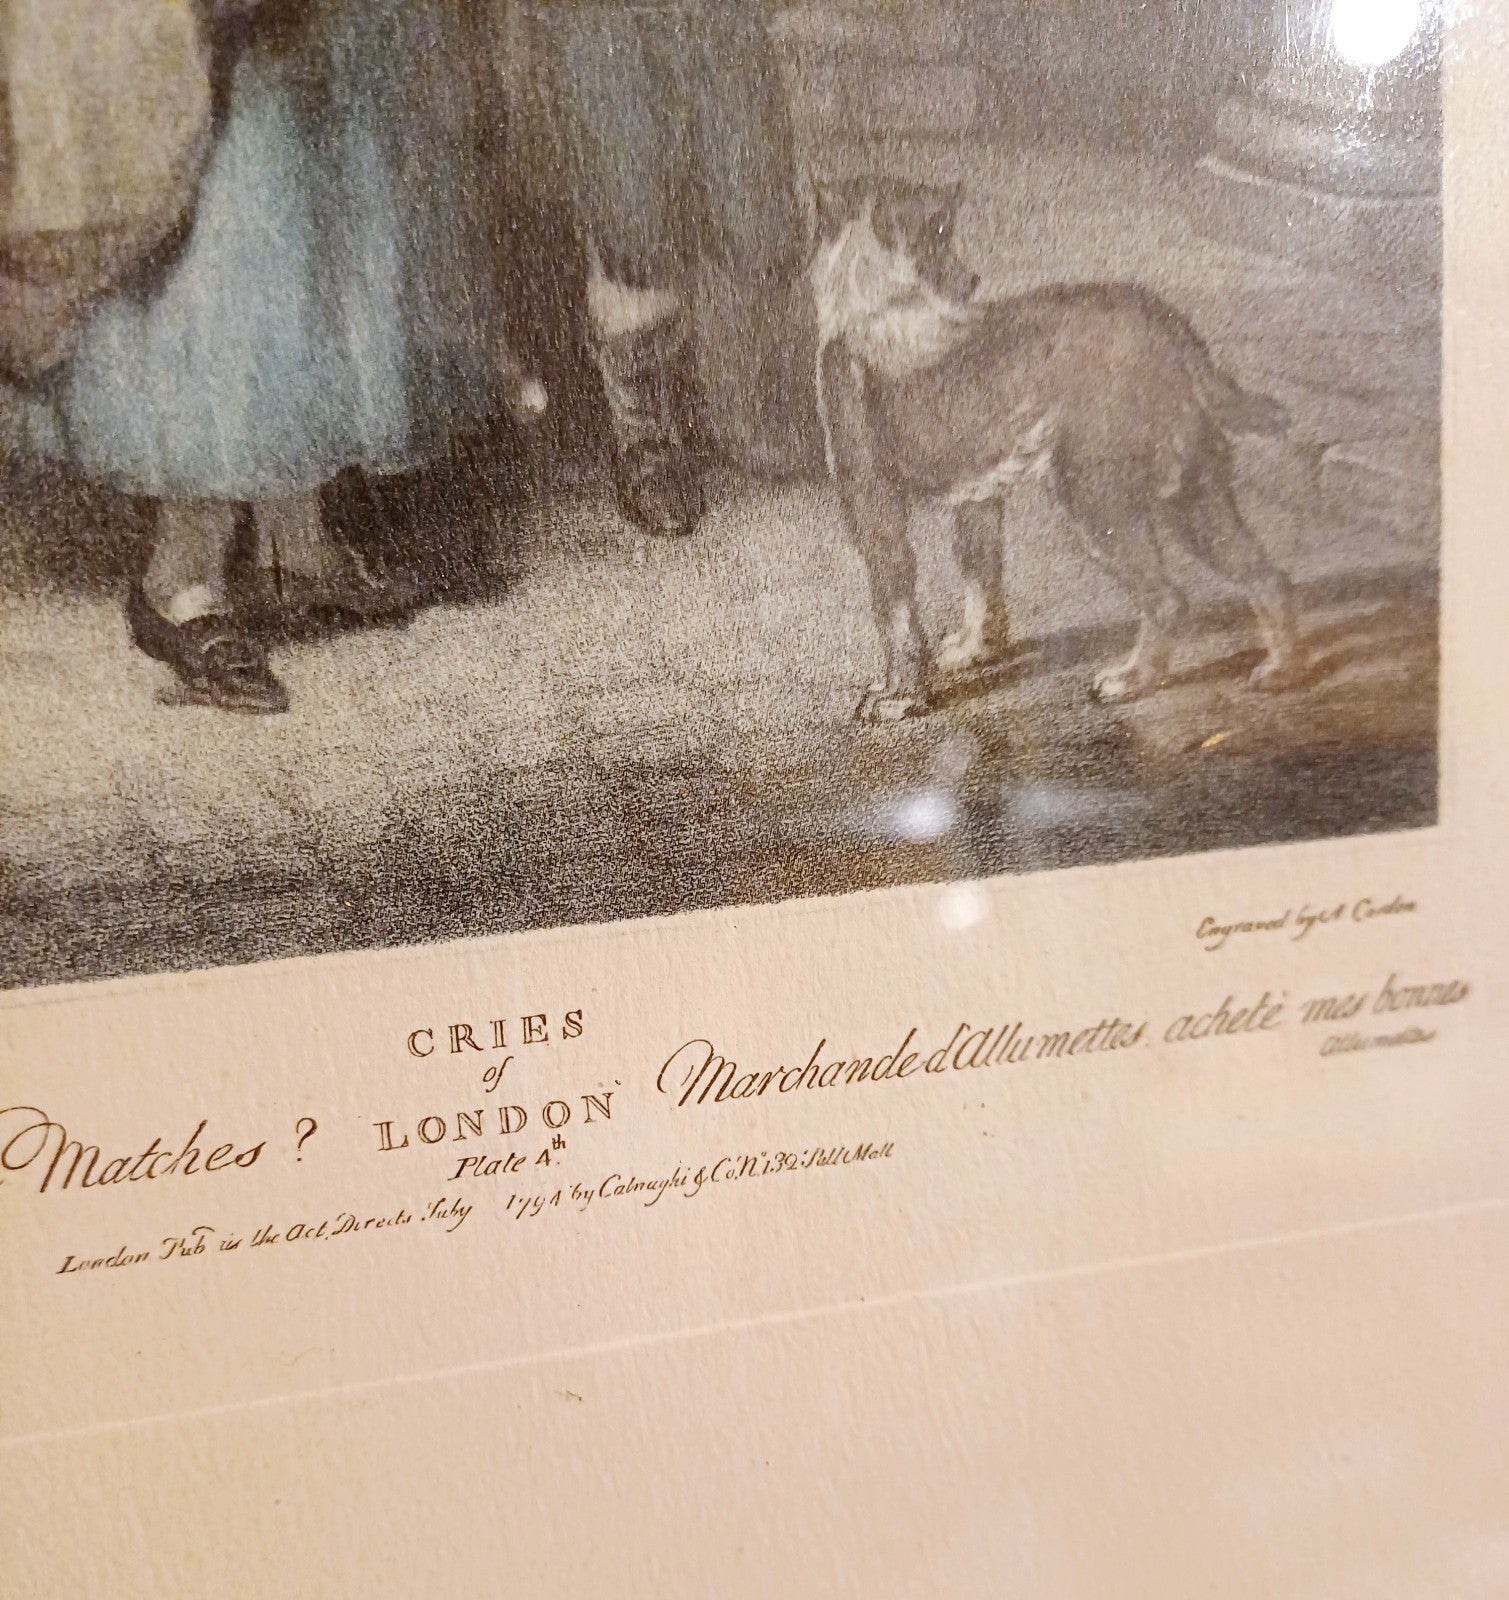 Engraved by A Cardon
CRIES
of
LONDON
Plate 4th.
Matches?
Marchande d'Allumettes, acheté mes bonnes
allumettes
London Pub as the Act Directs July 1794 by Colnaghi & Co. No. 132 Pall Mall